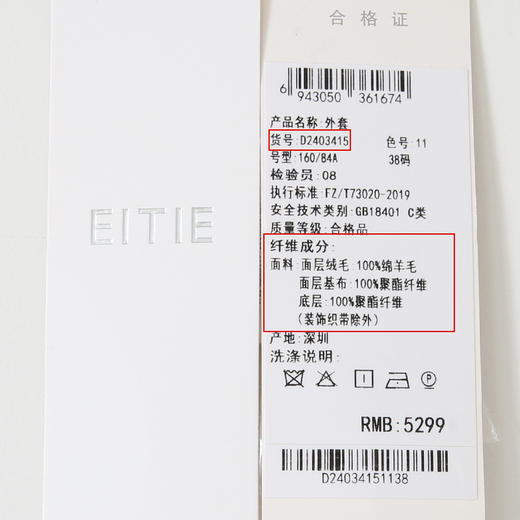 EITIE
合格证
6 943050 361674
产品名称:外套
货号:D2403415 色号 11
号型:160/84A 38码
检验员:08
执行标准:FZ/T73020-2019
安全技术类别:GB18401 C类
质量等级:合格品
纤维成分:
面料:面层绒毛:100%绵羊毛
面层基布:100%聚酯纤维
底层:100%聚酯纤维
(装饰织带除外)
产地:深圳
洗涤说明:
P
RMB:5299
D24034151138